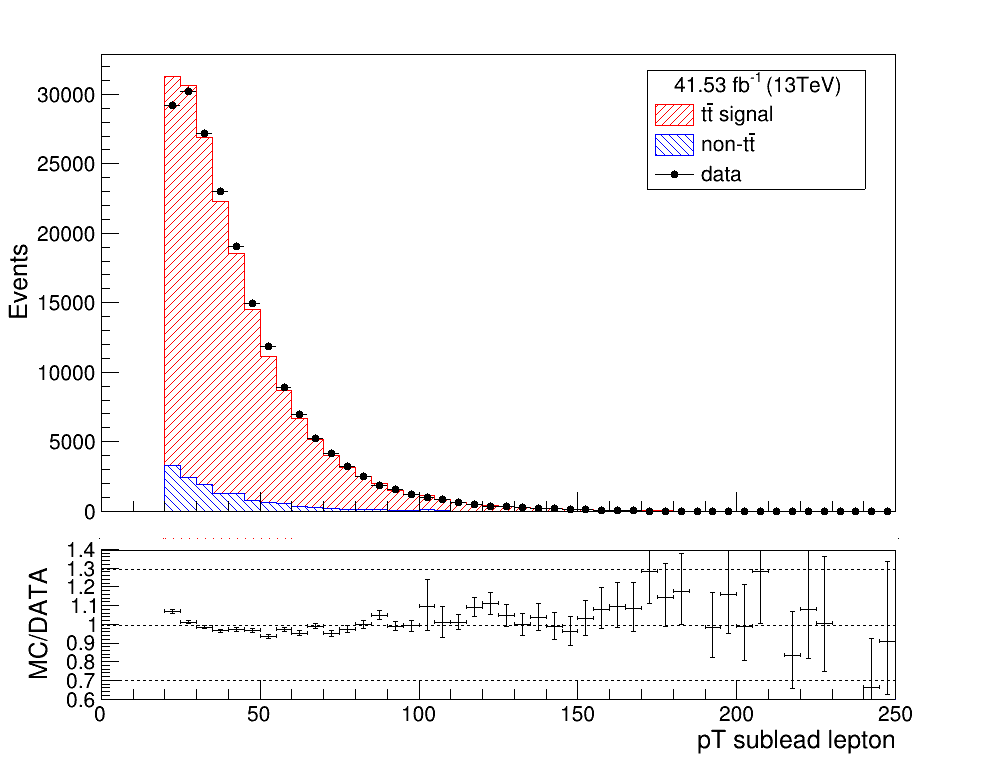 41.53 fb⁻¹ (13TeV)
tt̄ signal
non-tt̄
data
Events
30000
25000
20000
15000
10000
5000
0
MC/DATA
1.4
1.3
1.2
1.1
1
0.9
0.8
0.7
0.6
0 50 100 150 200 250
pT sublead lepton